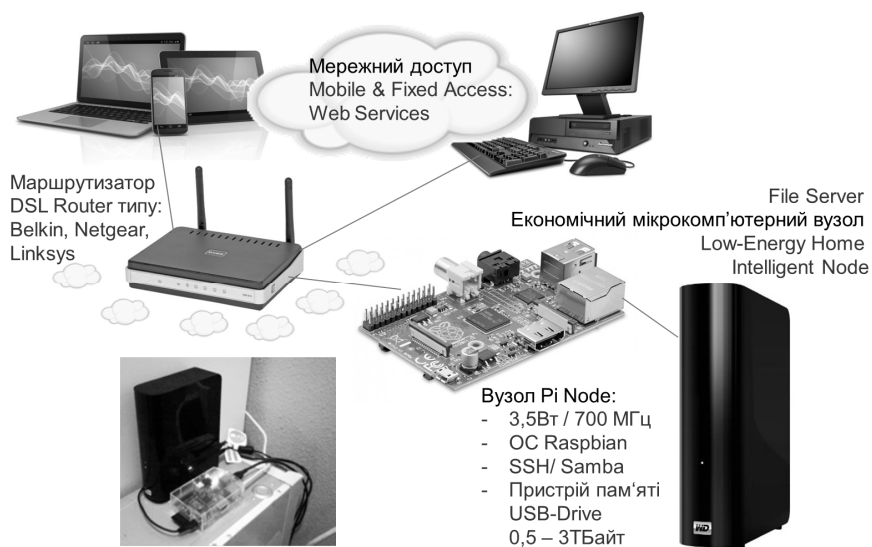 Мережний доступ
Mobile & Fixed Access:
Web Services
Маршрутизатор
DSL Router типу:
Belkin, Netgear,
Linksys
File Server
Економічний мікрокомп’ютерний вузол
Low-Energy Home
Intelligent Node
Вузол Pi Node:
- 3,5Вт / 700 МГц
- ОС Raspbian
- SSH/ Samba
- Пристрій пам‘яті
USB-Drive
0,5 – 3ТБайт
WD